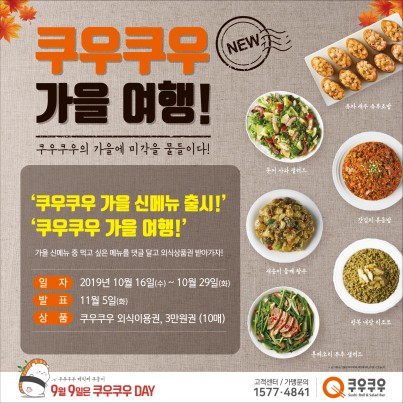 쿠우쿠우
NEW
가을 여행!
쿠우쿠우의 가을에 미각을 물들이다!
'쿠우쿠우 가을 신메뉴 출시!'
'쿠우쿠우 가을 여행!'
가을 신메뉴 중 먹고 싶은 메뉴를 댓글 달고 외식상품권 받아가자!
일 자 2019년 10월 16일(수) ~ 10월 29일(화)
발 표 11월 5일(화)
상 품 쿠우쿠우 외식이용권, 3만원권 (10매)
9월 9일은 쿠우쿠우 DAY
고객센터 / 가맹문의
1577·4841
쿠우쿠우
Sushi·Roll & Salad Bar